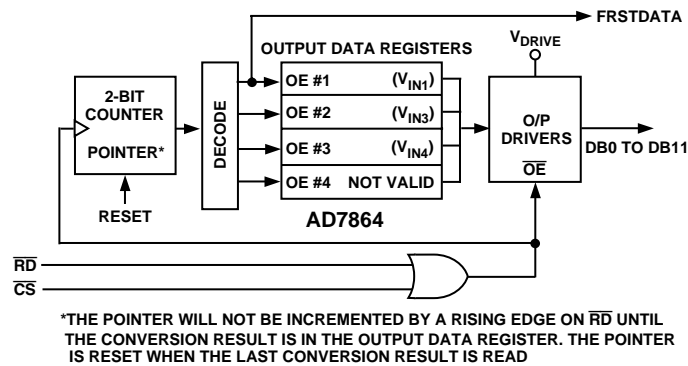 FRSTDATA
OUTPUT DATA REGISTERS
VDRIVE
2-BIT
COUNTER
POINTER*
RESET
DECODE
OE #1 (VIN1)
OE #2 (VIN3)
OE #3 (VIN4)
OE #4 NOT VALID
AD7864
O/P
DRIVERS
OE
DB0 TO DB11
RD
CS
*THE POINTER WILL NOT BE INCREMENTED BY A RISING EDGE ON RD UNTIL
THE CONVERSION RESULT IS IN THE OUTPUT DATA REGISTER. THE POINTER
IS RESET WHEN THE LAST CONVERSION RESULT IS READ